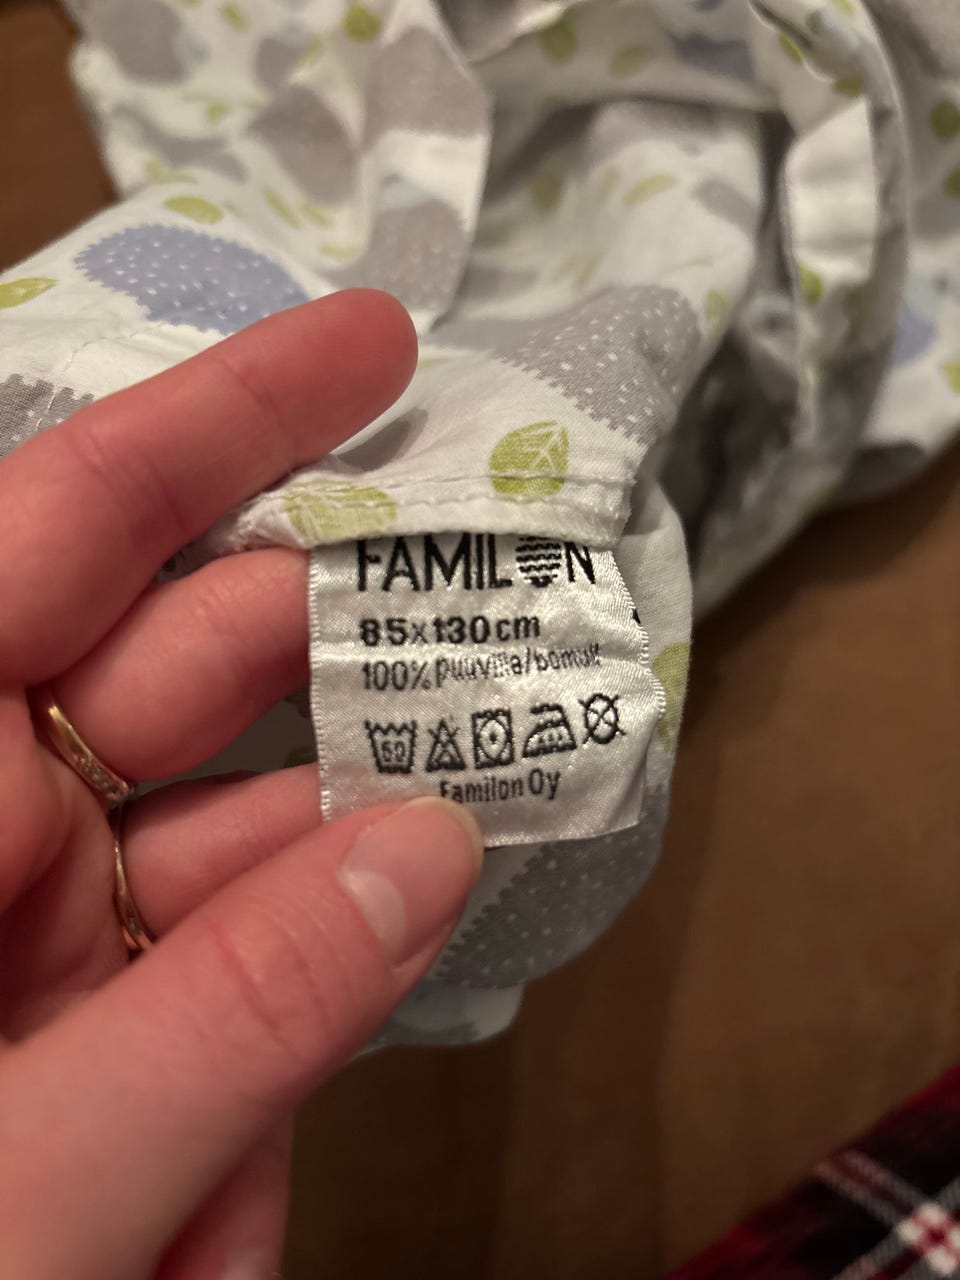 FAMILON
85x130cm
100% puuvilla/bomull
60
Familon Oy